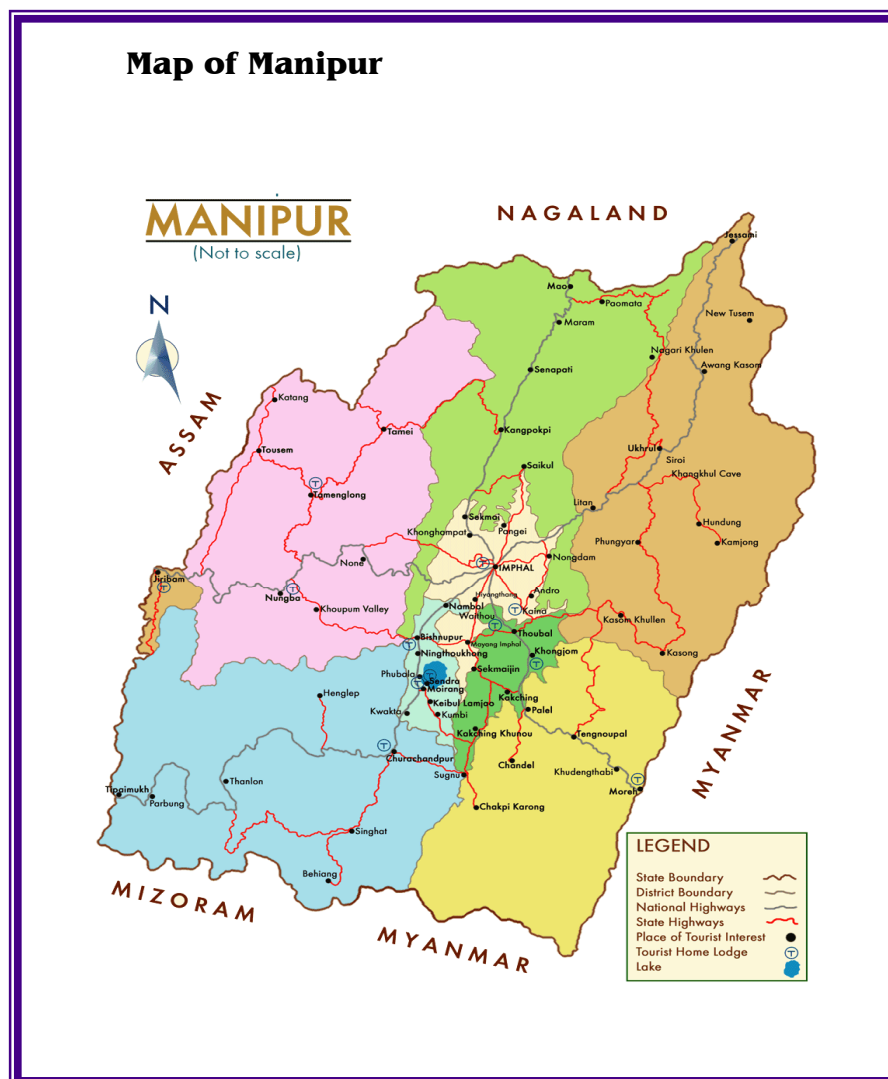 Map of Manipur
MANIPUR
(Not to scale)
NAGALAND
N
ASSAM
MYANMAR
MIZORAM
MYANMAR
Jessami
Mao
Paomata
New Tusem
Maram
Nagari Khulen
Senapati
Awang Kasom
Katang
Tamei
Kangpokpi
Tousem
Ukhrul
Siroi
Saikul
Khangkhul Cave
Tamenglong
Litan
Sekmai
Hundung
Pangei
Khonghampat
Phungyar
Kamjong
None
Nongdam
IMPHAL
Jiribam
Nungba
Hiyangthang
Andro
Khoupum Valley
Nambal
Kaina
Waithou
Kasom Khullen
Thoubal
Bishnupur
Mayang Imphal
Ningthoukhong
Khongjom
Kasong
Phubala
Sekmaijin
Sendra
Moirang
Henglep
Keibul Lamjao
Kakching
Kwakta
Kumbi
Palel
Kakching Khunou
Tengnoupal
Churachandpur
Chandel
Khudengthabi
Sugnu
Thanlon
Moreh
Tipaimukh
Parbung
Chakpi Karong
Singhat
Behiang
LEGEND
State Boundary
District Boundary
National Highways
State Highways
Place of Tourist Interest
Tourist Home Lodge
Lake